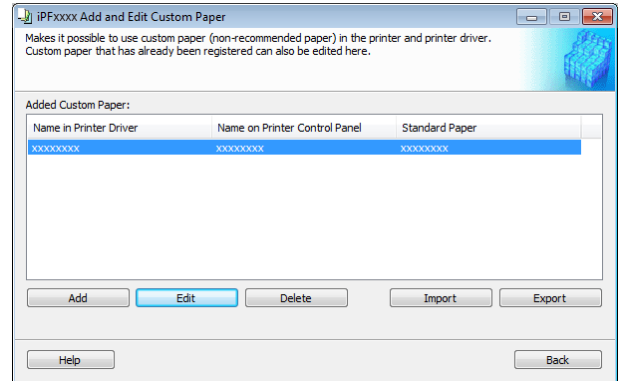 iPFxxxx Add and Edit Custom Paper
Makes it possible to use custom paper (non-recommended paper) in the printer and printer driver.
Custom paper that has already been registered can also be edited here.
Added Custom Paper:
Name in Printer Driver Name on Printer Control Panel Standard Paper
xxxxxxxx xxxxxxxx xxxxxxxx
Add Edit Delete Import Export
Help Back